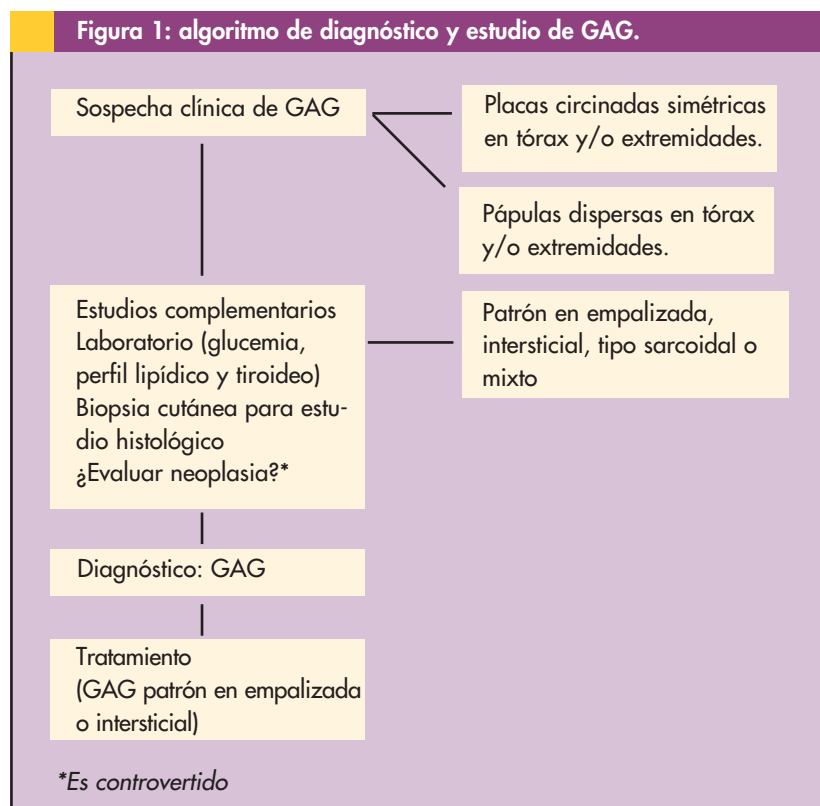 Figura 1: algoritmo de diagnóstico y estudio de GAG.
Sospecha clínica de GAG
Placas circinadas simétricas
en tórax y/o extremidades.
Pápulas dispersas en tórax
y/o extremidades.
Estudios complementarios
Laboratorio (glucemia,
perfil lipídico y tiroideo)
Biopsia cutánea para estu-
dio histológico
¿Evaluar neoplasia?*
Patrón en empalizada,
intersticial, tipo sarcoidal o
mixto
Diagnóstico: GAG
Tratamiento
(GAG patrón en empalizada
o intersticial)
*Es controvertido